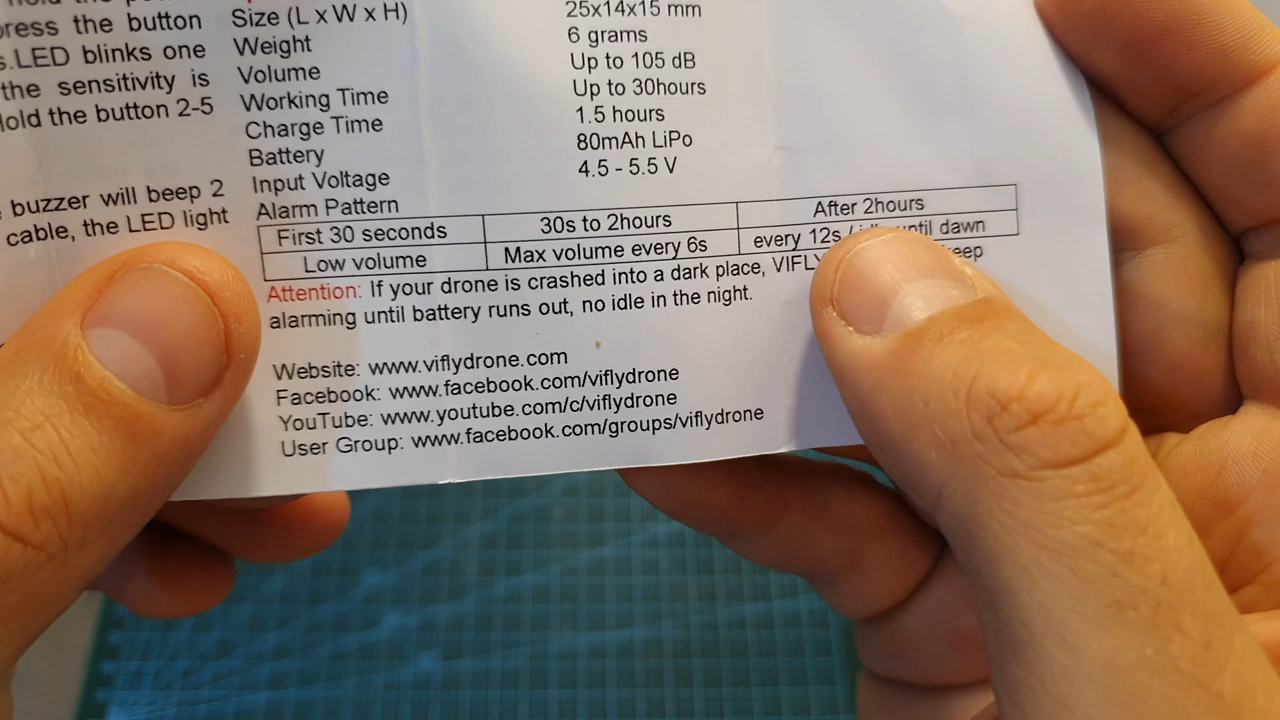 press the button
s.LED blinks one
the sensitivity is
Hold the button 2-5
buzzer will beep 2
cable, the LED light
Size (L x W x H) 25x14x15 mm
Weight 6 grams
Volume Up to 105 dB
Working Time Up to 30hours
Charge Time 1.5 hours
Battery 80mAh LiPo
Input Voltage 4.5 - 5.5 V
Alarm Pattern
First 30 seconds 30s to 2hours After 2hours
Low volume Max volume every 6s every 12s / until dawn
Attention: If your drone is crashed into a dark place, VIFLY keep
alarming until battery runs out, no idle in the night.
Website: www.viflydrone.com
Facebook: www.facebook.com/viflydrone
YouTube: www.youtube.com/c/viflydrone
User Group: www.facebook.com/groups/viflydrone